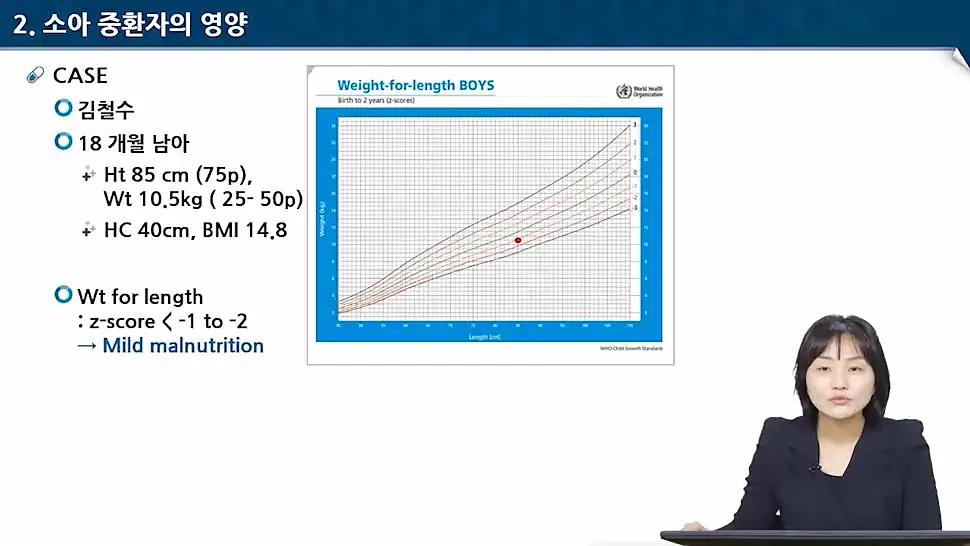 2. 소아 중환자의 영양
CASE
김철수
18 개월 남아
Ht 85 cm (75p),
Wt 10.5kg ( 25- 50p)
HC 40cm, BMI 14.8
Wt for length
: z-score < -1 to -2
→ Mild malnutrition
Weight-for-length BOYS
Birth to 2 years (z-scores)
World Health
Organization
3
2
1
0
-1
-2
-3
Weight (kg)
Length (cm)
WHO Child Growth Standards